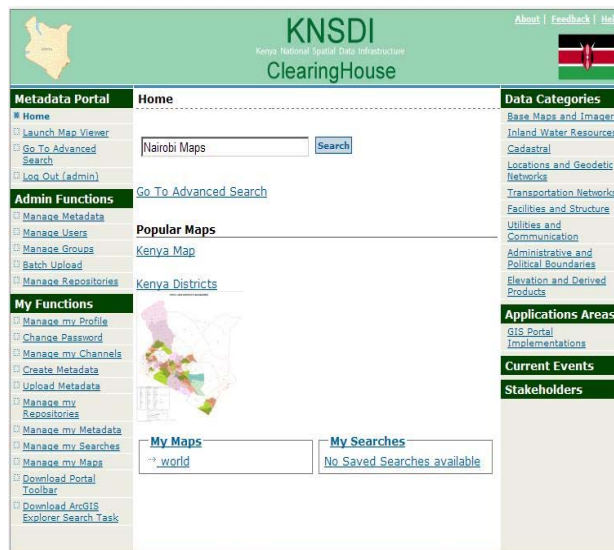 KNSDI
Kenya National Spatial Data Infrastructure
ClearingHouse
About | Feedback |
Metadata Portal
Home
Launch Map Viewer
Go To Advanced
Search
Log Out (admin)
Admin Functions
Manage Metadata
Manage Users
Manage Groups
Batch Upload
Manage Repositories
My Functions
Manage my Profile
Change Password
Manage my Channels
Create Metadata
Upload Metadata
Manage my
Repositories
Manage my Metadata
Manage my Searches
Manage my Maps
Download Portal
Toolbar
Download ArcGIS
Explorer Search Task
Home
Nairobi Maps
Search
Go To Advanced Search
Popular Maps
Kenya Map
Kenya Districts
My Maps
world
My Searches
No Saved Searches available
Data Categories
Base Maps and Imager
Inland Water Resources
Cadastral
Locations and Geodetic
Networks
Transportation Networks
Facilities and Structure
Utilities and
Communication
Administrative and
Political Boundaries
Elevation and Derived
Products
Applications Areas
GIS Portal
Implementations
Current Events
Stakeholders